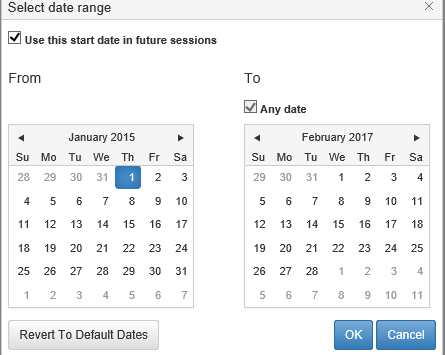 Select date range
Use this start date in future sessions
From To
Any date
January 2015 February 2017
Su Mo Tu We Th Fr Sa Su Mo Tu We Th Fr Sa
28 29 30 31 1 2 3 29 30 31 1 2 3 4
4 5 6 7 8 9 10 5 6 7 8 9 10 11
11 12 13 14 15 16 17 12 13 14 15 16 17 18
18 19 20 21 22 23 24 19 20 21 22 23 24 25
25 26 27 28 29 30 31 26 27 28 1 2 3 4
1 2 3 4 5 6 7 5 6 7 8 9 10 11
Revert To Default Dates OK Cancel